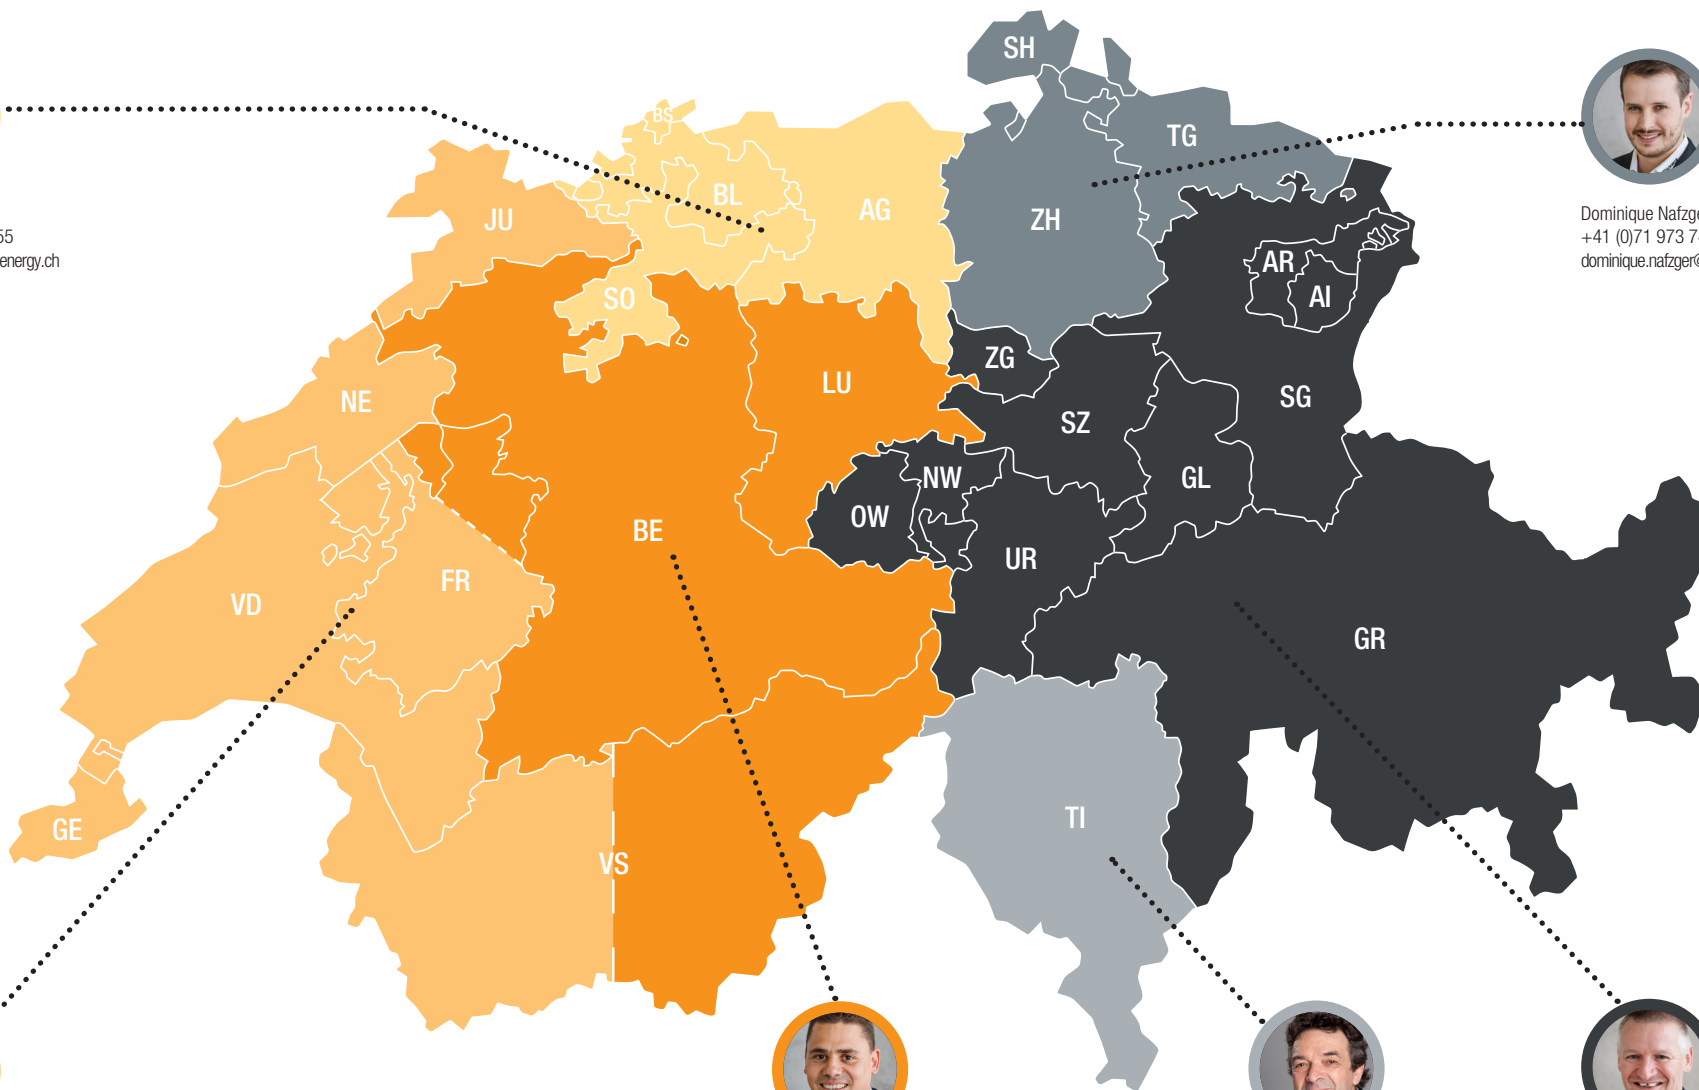 SH
BS
TG
BL
AG
JU
ZH
55
energy.ch
Dominique Nafzge
+41 (0)71 973 7
dominique.nafzger@
AR
AI
SO
ZG
LU
NE
SG
SZ
NW
GL
OW
BE
UR
FR
VD
GR
TI
GE
VS